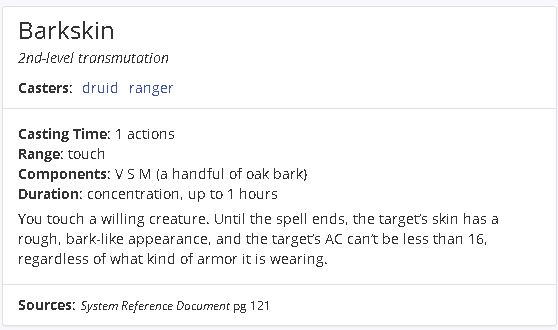 Barkskin
2nd-level transmutation
Casters: druid ranger
Casting Time: 1 actions
Range: touch
Components: V S M (a handful of oak bark}
Duration: concentration, up to 1 hours
You touch a willing creature. Until the spell ends, the target's skin has a
rough, bark-like appearance, and the target's AC can't be less than 16,
regardless of what kind of armor it is wearing.
Sources: System Reference Document pg 121